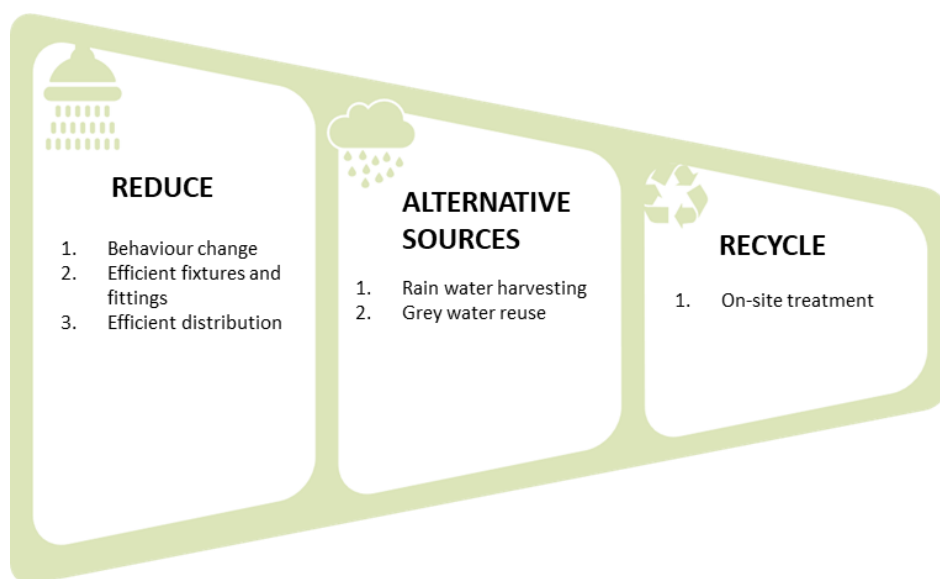 REDUCE
1. Behaviour change
2. Efficient fixtures and
fittings
3. Efficient distribution
ALTERNATIVE
SOURCES
1. Rain water harvesting
2. Grey water reuse
RECYCLE
1. On-site treatment